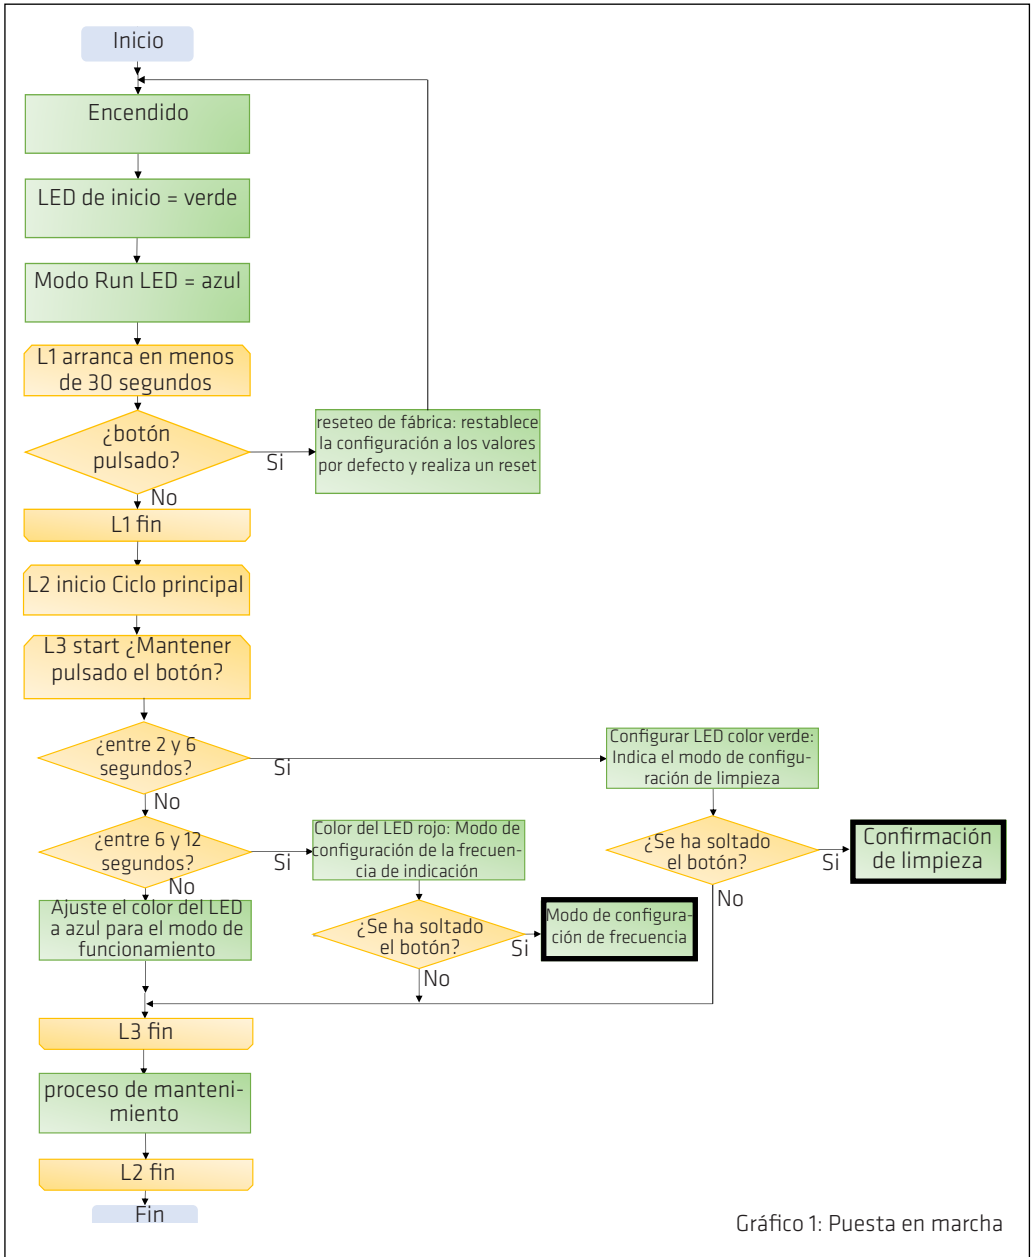 Inicio
Encendido
LED de inicio = verde
Modo Run LED = azul
L1 arranca en menos
de 30 segundos
¿botón
pulsado?
Si
reseteo de fábrica: restablece
la configuración a los valores
por defecto y realiza un reset
No
L1 fin
L2 inicio Ciclo principal
L3 start ¿Mantener
pulsado el botón?
¿entre 2 y 6
segundos?
Si
Configurar LED color verde:
Indica el modo de configu-
ración de limpieza
No
¿Se ha soltado
el botón?
Si
Confirmación
de limpieza
No
¿entre 6 y 12
segundos?
Si
Color del LED rojo: Modo de
configuración de la frecuen-
cia de indicación
No
¿Se ha soltado
el botón?
Si
Modo de configura-
ción de frecuencia
No
Ajuste el color del LED
a azul para el modo de
funcionamiento
L3 fin
proceso de manteni-
miento
L2 fin
Fin
Gráfico 1: Puesta en marcha